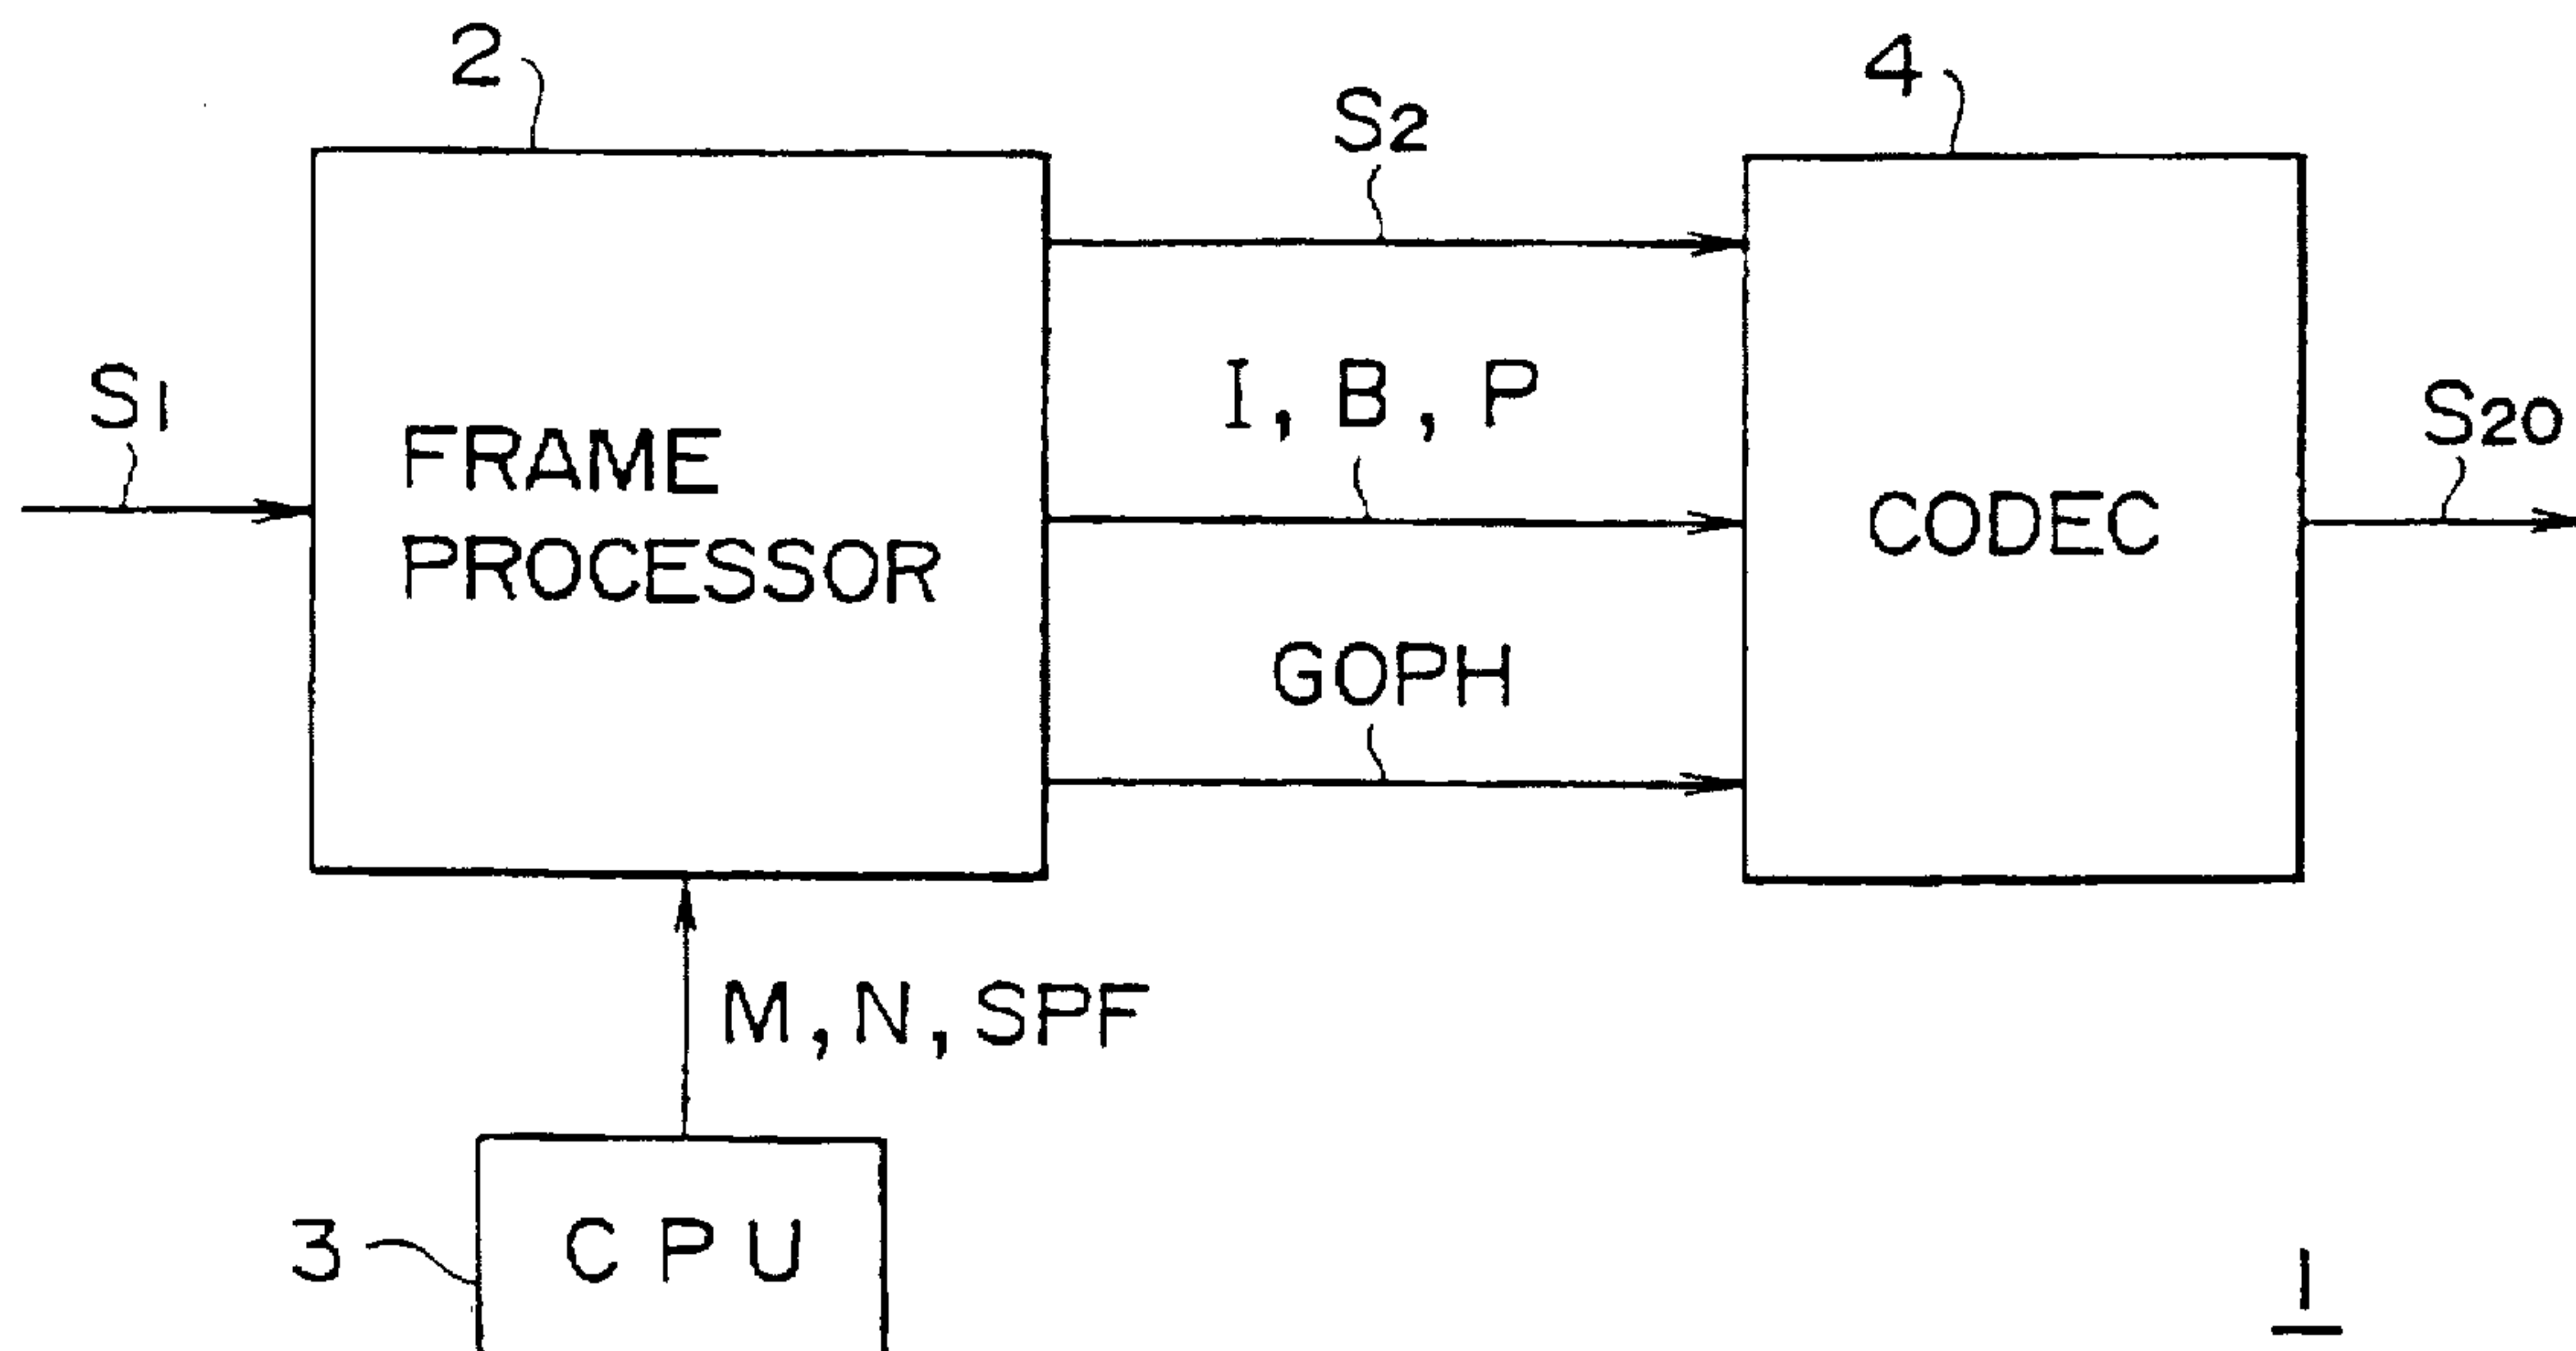 2
4
S2
S1
I, B, P
S20
FRAME
PROCESSOR
CODEC
GOPH
M, N, SPF
3
CPU
1